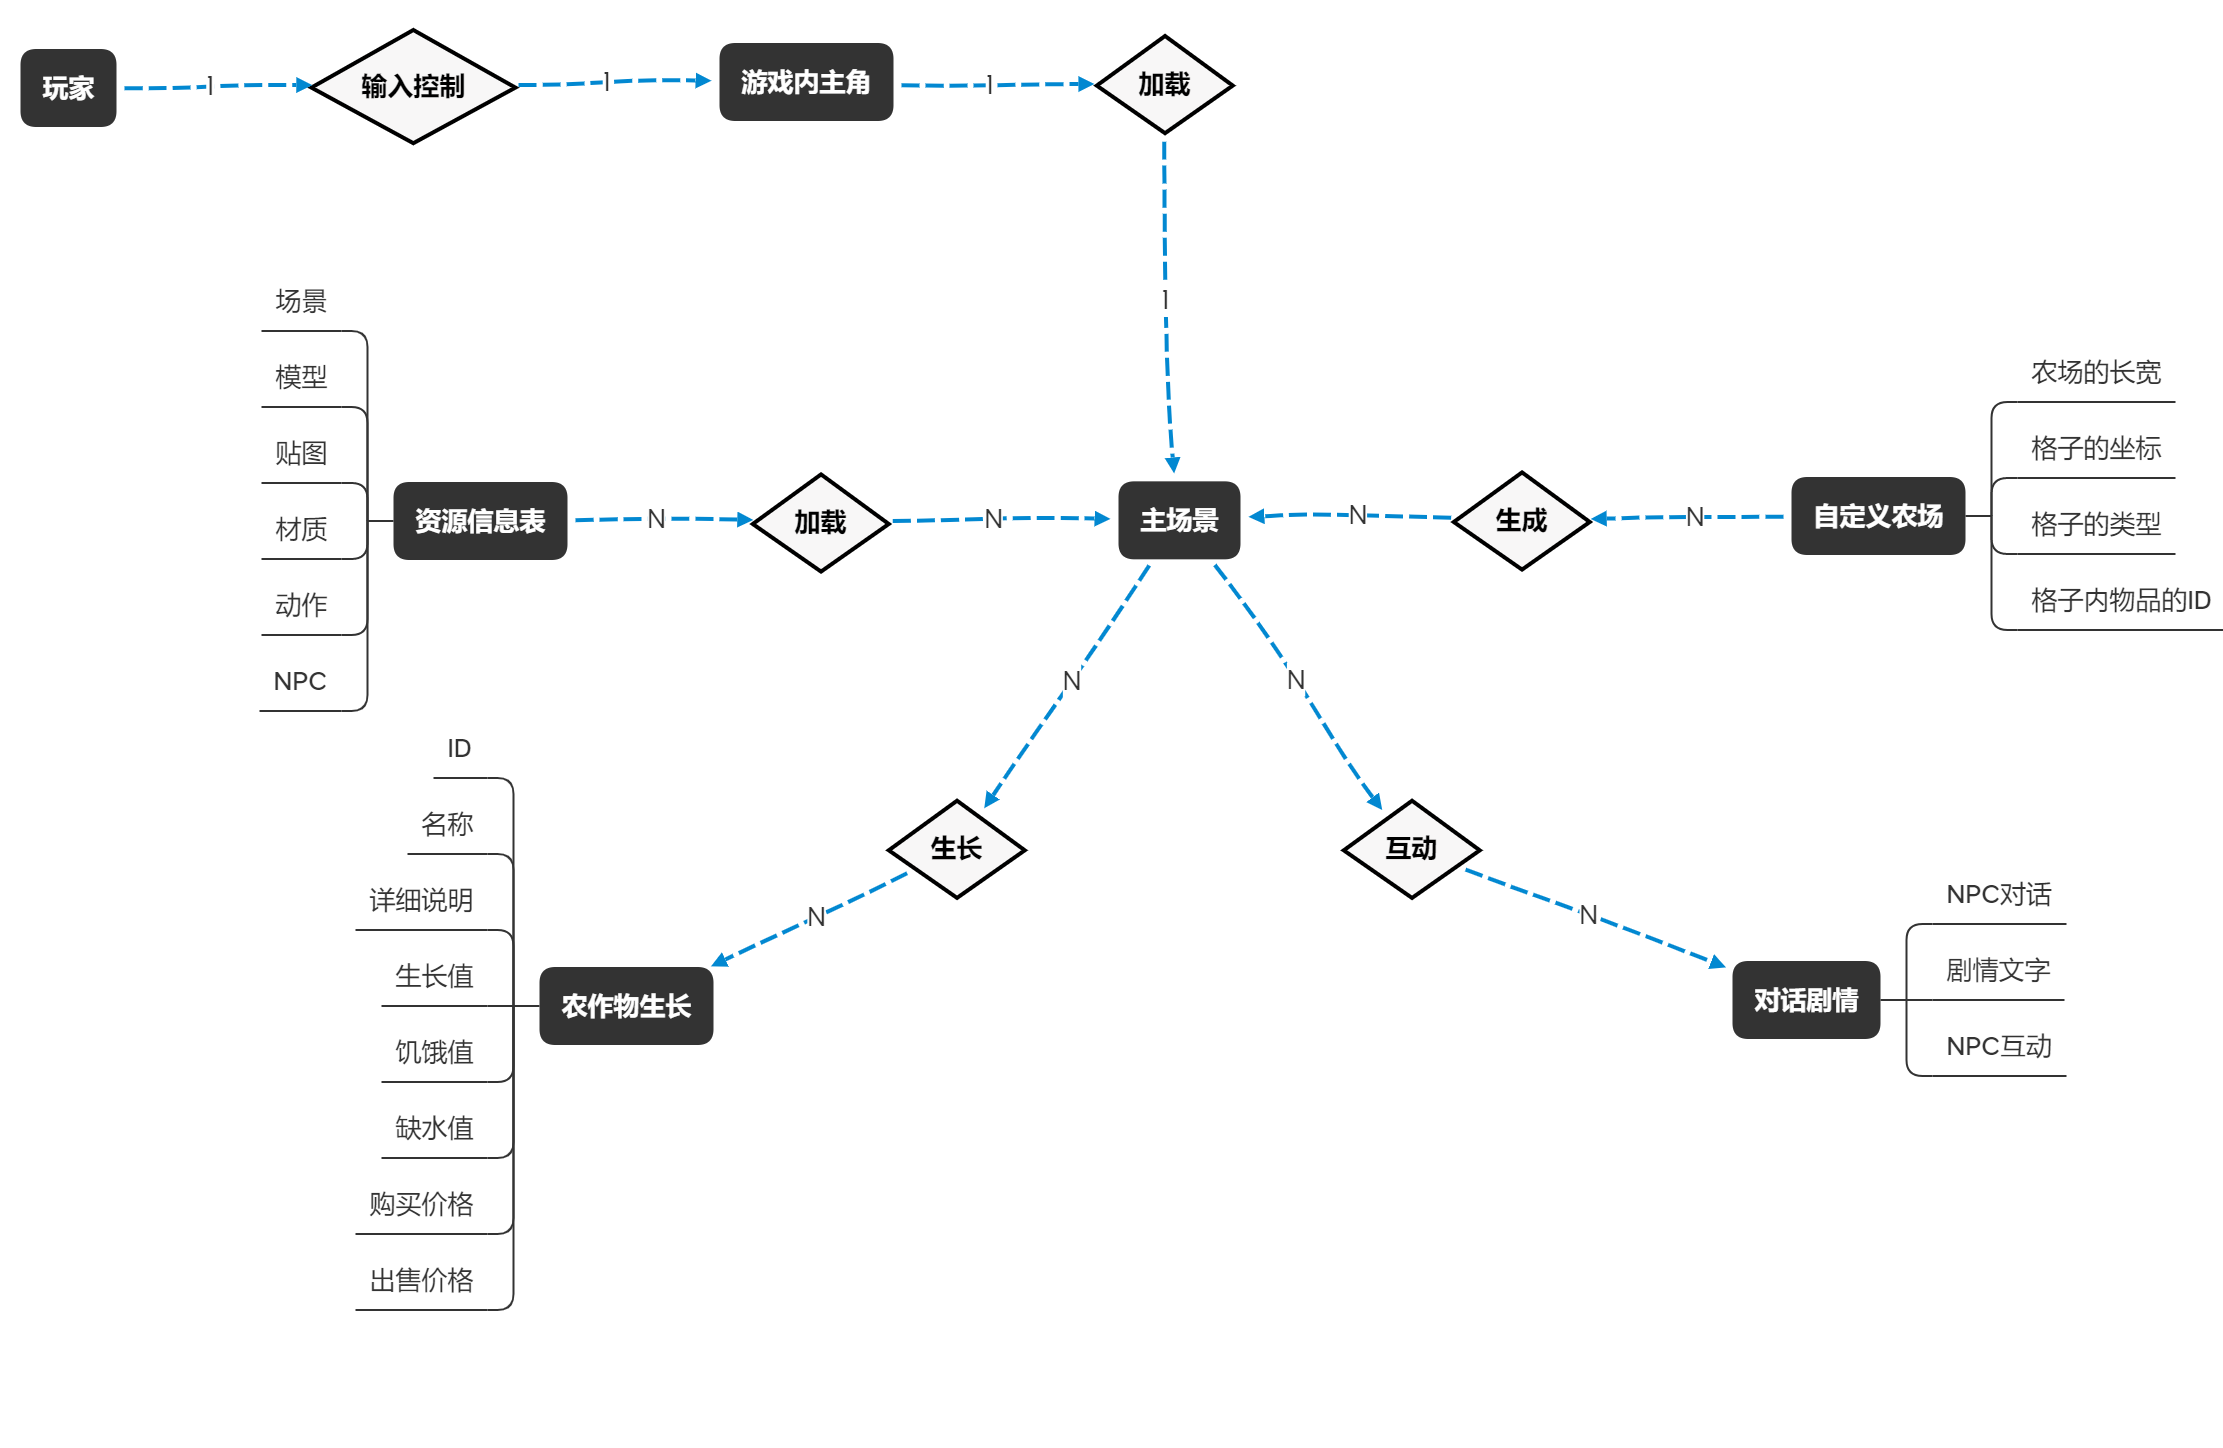 玩家
1
输入控制
1
游戏内主角
1
加载
1
场景
模型
贴图
材质
动作
NPC
资源信息表
N
加载
N
主场景
N
生成
N
自定义农场
农场的长宽
格子的坐标
格子的类型
格子内物品的ID
N
N
生长
互动
N
N
ID
名称
详细说明
生长值
饥饿值
缺水值
购买价格
出售价格
农作物生长
对话剧情
NPC对话
剧情文字
NPC互动